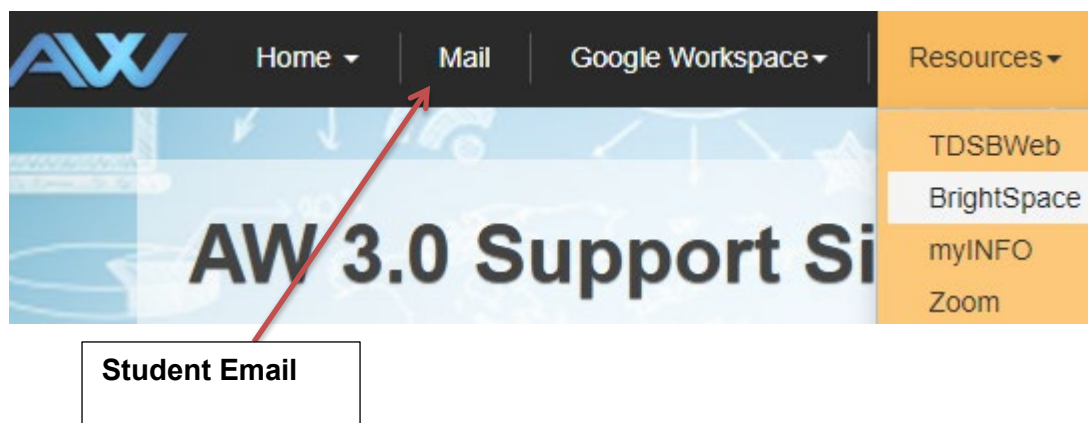 AW Home Mail Google Workspace Resources
TDSBWeb
BrightSpace
AW 3.0 Support Si
myINFO
Zoom
Student Email